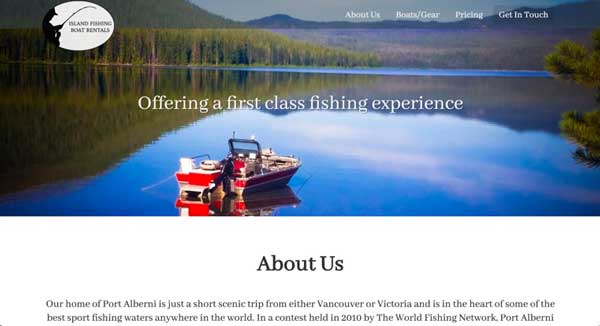 ISLAND FISHING
BOAT RENTALS
About Us Boats/Gear Pricing Get In Touch
Offering a first class fishing experience
About Us
Our home of Port Alberni is just a short scenic trip from either Vancouver or Victoria and is in the heart of some of the
best sport fishing waters anywhere in the world. In a contest held in 2010 by The World Fishing Network, Port Alberni